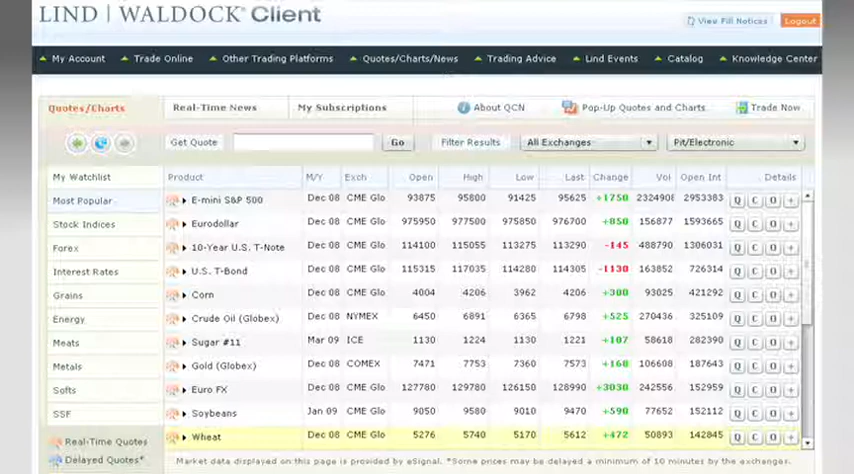 LIND | WALDOCK® Client
View Fill Notices
Logout
My Account Trade Online Other Trading Platforms Quotes/Charts/News Trading Advice Lind Events Catalog Knowledge Center
Quotes/Charts Real-Time News My Subscriptions About QCN Pop-Up Quotes and Charts Trade Now
Get Quote Go Filter Results All Exchanges Pit/Electronic
My Watchlist Product M/Y Exch Open High Low Last Change Vol Open Int Details
Most Popular E-mini S&P 500 Dec 08 CME Glo 93875 95800 91425 95625 +1750 2324908 2953383 Q C O +
Stock Indices Eurodollar Dec 08 CME Glo 975950 977500 975850 976700 +850 156877 1593665 Q C O +
Forex 10-Year U.S. T-Note Dec 08 CME Glo 114100 115055 113275 113290 -145 488790 1306031 Q C O +
Interest Rates U.S. T-Bond Dec 08 CME Glo 115315 117035 114280 114305 -1130 163852 726314 Q C O +
Grains Corn Dec 08 CME Glo 4004 4206 3962 4206 +300 93025 421292 Q C O +
Energy Crude Oil (Globex) Dec 08 NYMEX 6450 6891 6365 6798 +525 270436 325109 Q C O +
Meats Sugar #11 Mar 09 ICE 1130 1224 1130 1221 +107 58618 282390 Q C O +
Metals Gold (Globex) Dec 08 COMEX 7471 7753 7360 7573 +168 106608 187643 Q C O +
Softs Euro FX Dec 08 CME Glo 127780 129780 126150 128990 +3030 242556 152959 Q C O +
SSF Soybeans Jan 09 CME Glo 9050 9580 9010 9470 +590 77652 152112 Q C O +
Wheat Dec 08 CME Glo 5276 5740 5170 5612 +472 50893 142845 Q C O +
Real-Time Quotes
Delayed Quotes*
Market data displayed on this page is provided by eSignal. *Some prices may be delayed a minimum of 10 minutes by the exchanges.